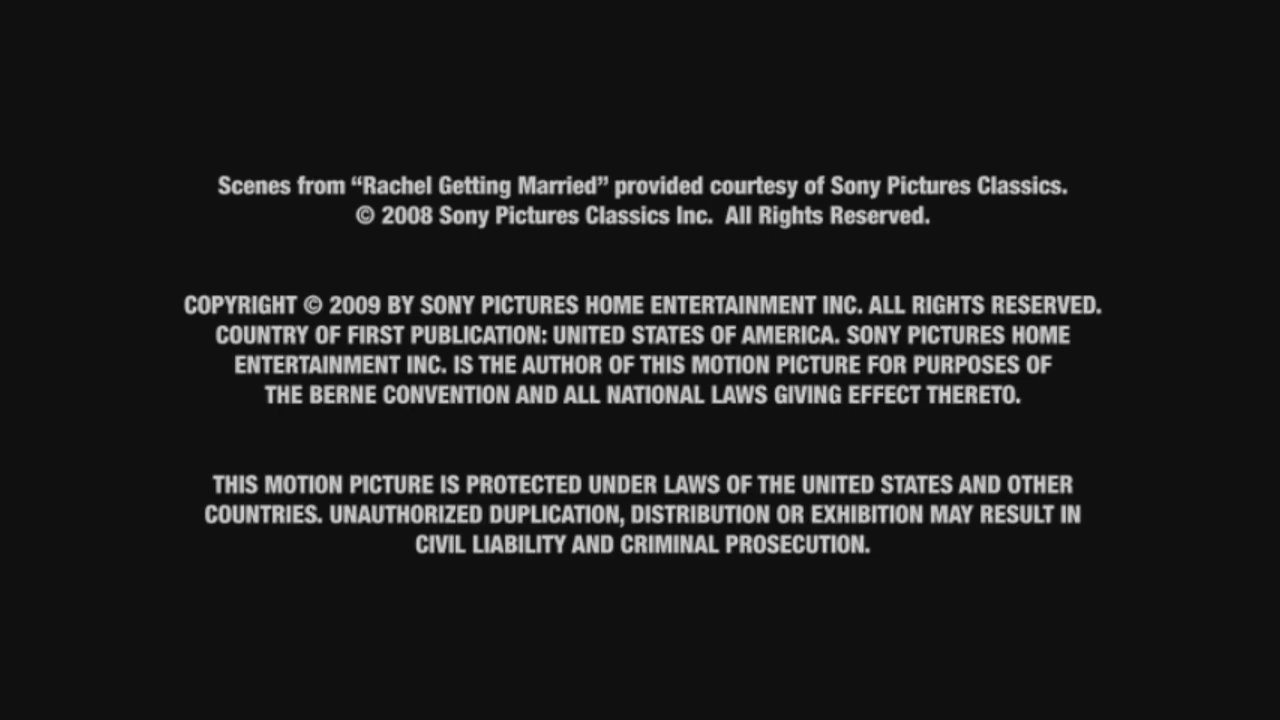 Scenes from “Rachel Getting Married” provided courtesy of Sony Pictures Classics.
© 2008 Sony Pictures Classics Inc.  All Rights Reserved.
COPYRIGHT © 2009 BY SONY PICTURES HOME ENTERTAINMENT INC. ALL RIGHTS RESERVED.
COUNTRY OF FIRST PUBLICATION: UNITED STATES OF AMERICA. SONY PICTURES HOME
ENTERTAINMENT INC. IS THE AUTHOR OF THIS MOTION PICTURE FOR PURPOSES OF
THE BERNE CONVENTION AND ALL NATIONAL LAWS GIVING EFFECT THERETO.
THIS MOTION PICTURE IS PROTECTED UNDER LAWS OF THE UNITED STATES AND OTHER
COUNTRIES. UNAUTHORIZED DUPLICATION, DISTRIBUTION OR EXHIBITION MAY RESULT IN
CIVIL LIABILITY AND CRIMINAL PROSECUTION.